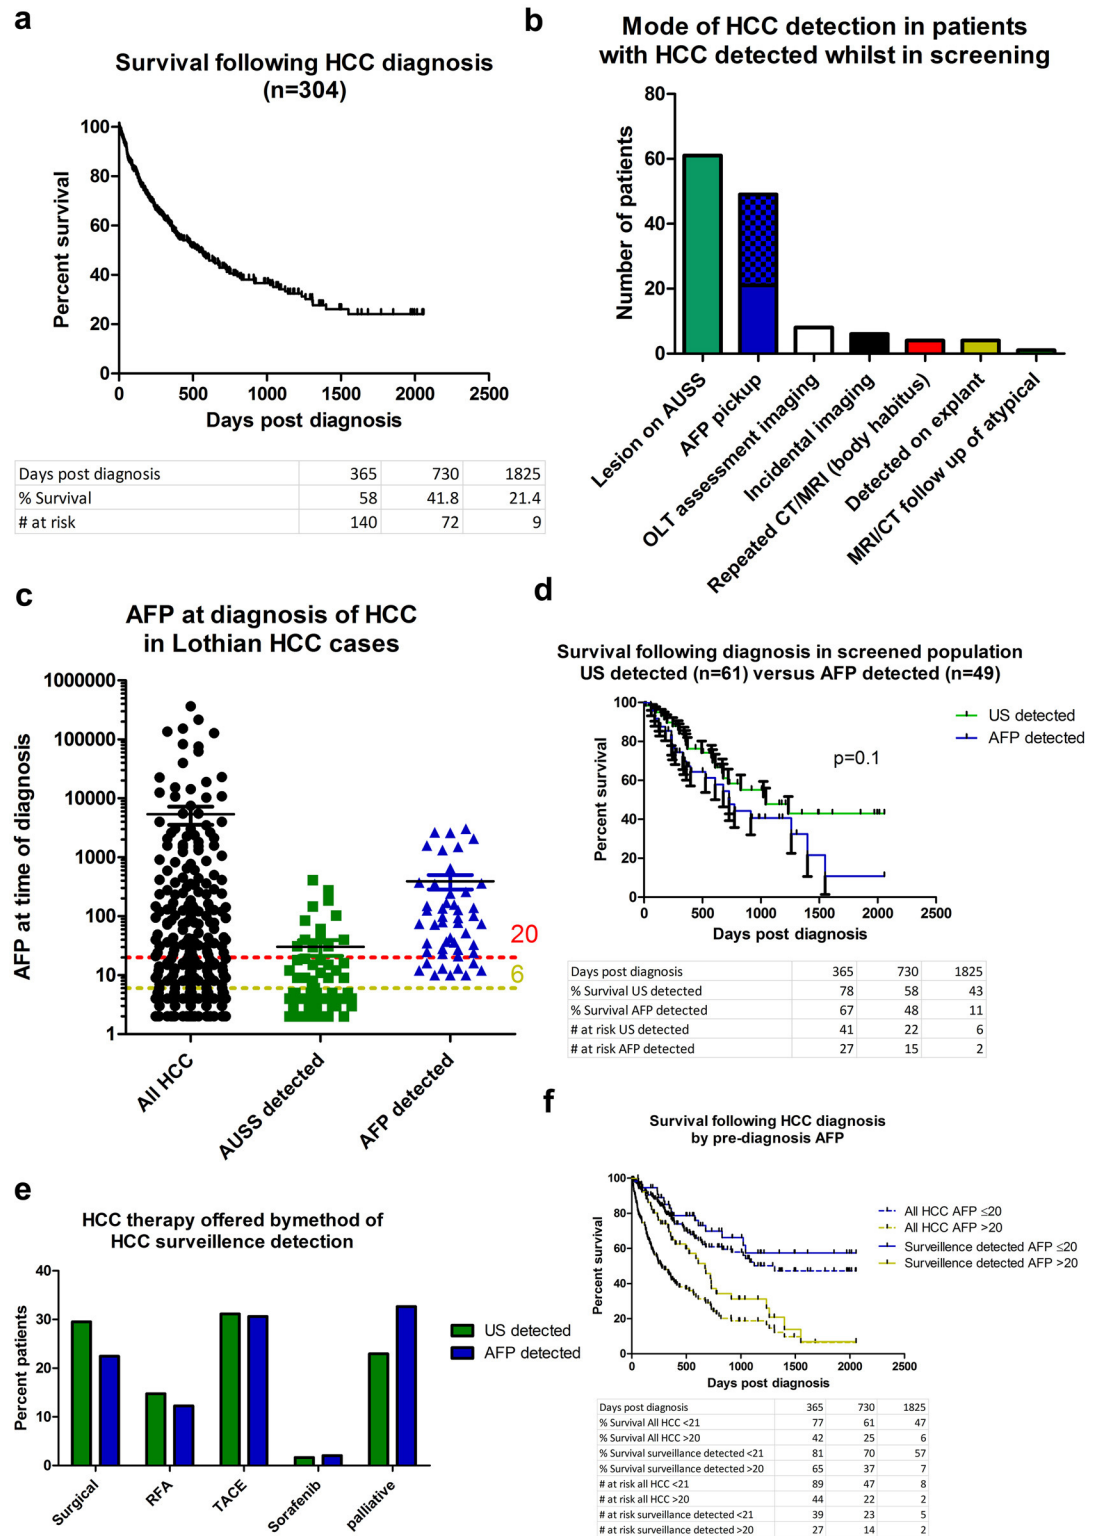 a
Survival following HCC diagnosis
(n=304)
Percent survival
100
80
60
40
20
0
0 500 1000 1500 2000 2500
Days post diagnosis
Days post diagnosis 365 730 1825
% Survival 58 41.8 21.4
# at risk 140 72 9
b
Mode of HCC detection in patients
with HCC detected whilst in screening
Number of patients
80
60
40
20
0
Lesion on AUSS
AFP pickup
OLT assessment imaging
Incidental imaging
Repeated CT/MRI (body habitus)
Detected on explant
MRI/CT follow up of atypical
c
AFP at diagnosis of HCC
in Lothian HCC cases
AFP at time of diagnosis
1000000
100000
10000
1000
100
10
1
20
6
All HCC
AUSS detected
AFP detected
d
Survival following diagnosis in screened population
US detected (n=61) versus AFP detected (n=49)
Percent survival
100
80
60
40
20
0
0 500 1000 1500 2000 2500
Days post diagnosis
p=0.1
US detected
AFP detected
Days post diagnosis 365 730 1825
% Survival US detected 78 58 43
% Survival AFP detected 67 48 11
# at risk US detected 41 22 6
# at risk AFP detected 27 15 2
e
HCC therapy offered bymethod of
HCC surveillence detection
Percent patients
40
30
20
10
0
Surgical
RFA
TACE
Sorafenib
palliative
US detected
AFP detected
f
Survival following HCC diagnosis
by pre-diagnosis AFP
Percent survival
100
80
60
40
20
0
0 500 1000 1500 2000 2500
Days post diagnosis
All HCC AFP ≤20
All HCC AFP >20
Surveillence detected AFP ≤20
Surveillence detected AFP >20
Days post diagnosis 365 730 1825
% Survival All HCC <21 77 61 47
% Survival All HCC >20 42 25 6
% Survival surveillance detected <21 81 70 57
% Survival surveillance detected >20 65 37 7
# at risk all HCC <21 89 47 8
# at risk all HCC >20 44 22 2
# at risk surveillance detected <21 39 23 5
# at risk surveillance detected >20 27 14 2